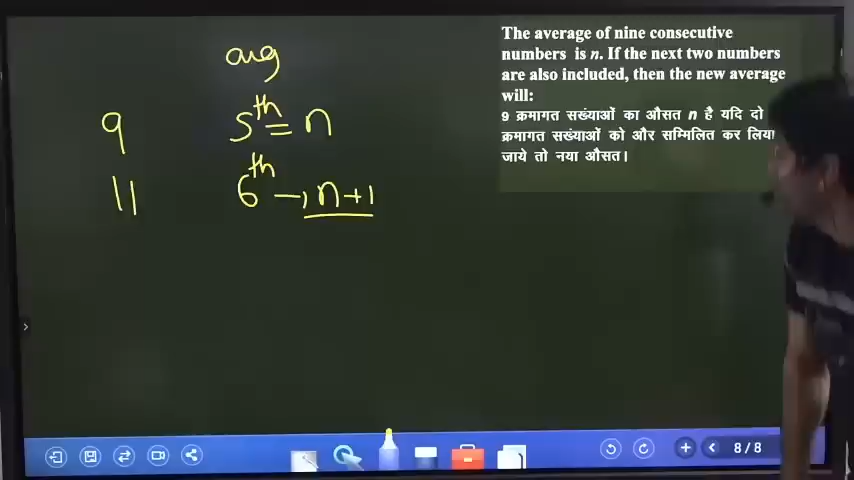 avg
9 5th = n
11 6th → n+1
The average of nine consecutive
numbers is n. If the next two numbers
are also included, then the new average
will:
9 क्रमागत सख्ंयाओं का औसत n है यदि दो
क्रमागत सख्ंयाओं को और सम्मिलित कर लिया
जाये तो नया औसत।
8/8